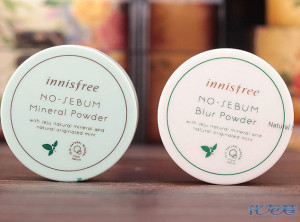 innisfree
NO-SEBUM
Mineral Powder
with Jeju natural mineral and
natural originated mint
innisfree
NO-SEBUM
Blur Powder
with Jeju natural mineral and
natural originated mint
Natural